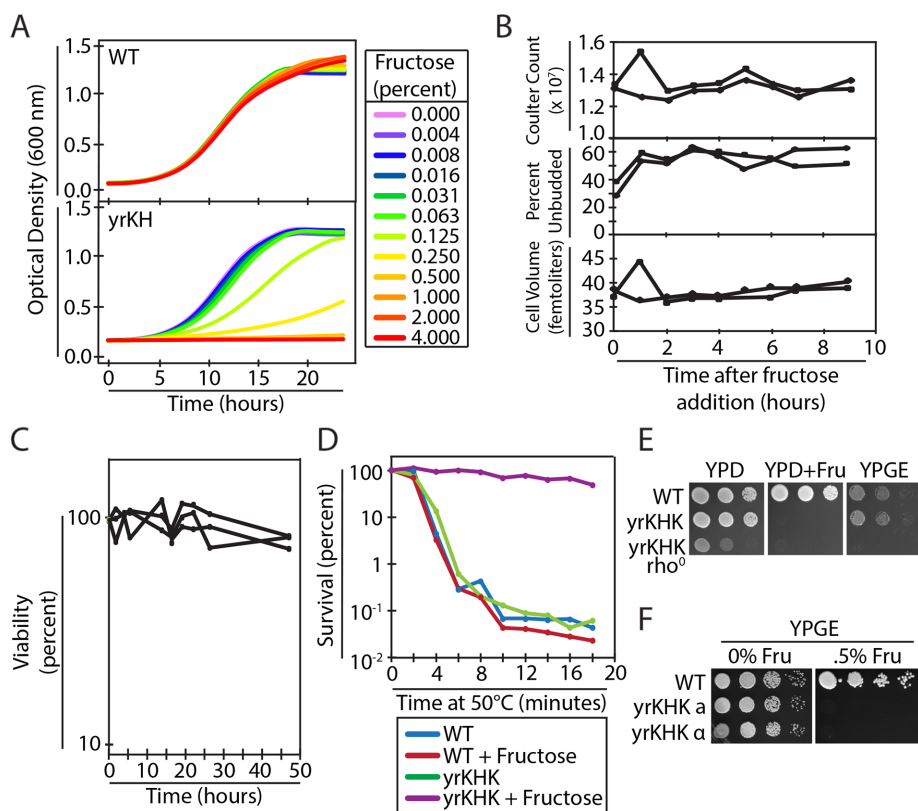 A
WT
1.5
1.0
0.5
0.0
yrKH
1.5
1.0
0.5
0.0
Optical Density (600 nm)
0 5 10 15 20
Time (hours)
Fructose
(percent)
0.000
0.004
0.008
0.016
0.031
0.063
0.125
0.250
0.500
1.000
2.000
4.000
B
Coulter Count
(x 10⁷)
1.6
1.4
1.2
1.0
Percent
Unbudded
60
40
20
0
Cell Volume
(femtoliters)
45
40
35
30
0 2 4 6 8 10
Time after fructose
addition (hours)
C
Viability
(percent)
100
10
0 10 20 30 40 50
Time (hours)
D
Survival (percent)
100
10
1
10⁻¹
10⁻²
0 4 8 12 16 20
Time at 50°C (minutes)
WT
WT + Fructose
yrKHK
yrKHK + Fructose
E
YPD YPD+Fru YPGE
WT
yrKHK
yrKHK
rho⁰
F
YPGE
0% Fru .5% Fru
WT
yrKHK a
yrKHK α